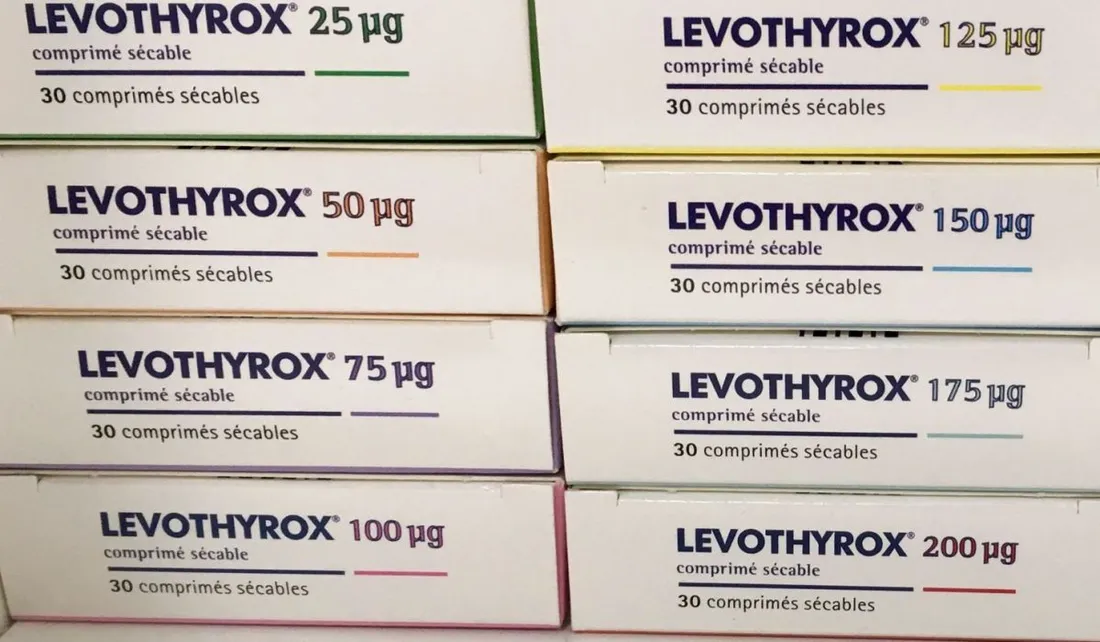 LEVOTHYROX® 25 µg
comprimé sécable
30 comprimés sécables
LEVOTHYROX® 50 µg
comprimé sécable
30 comprimés sécables
LEVOTHYROX® 75 µg
comprimé sécable
30 comprimés sécables
LEVOTHYROX® 100 µg
comprimé sécable
30 comprimés sécables
LEVOTHYROX® 125 µg
comprimé sécable
30 comprimés sécables
LEVOTHYROX® 150 µg
comprimé sécable
30 comprimés sécables
LEVOTHYROX® 175 µg
comprimé sécable
30 comprimés sécables
LEVOTHYROX® 200 µg
comprimé sécable
30 comprimés sécables